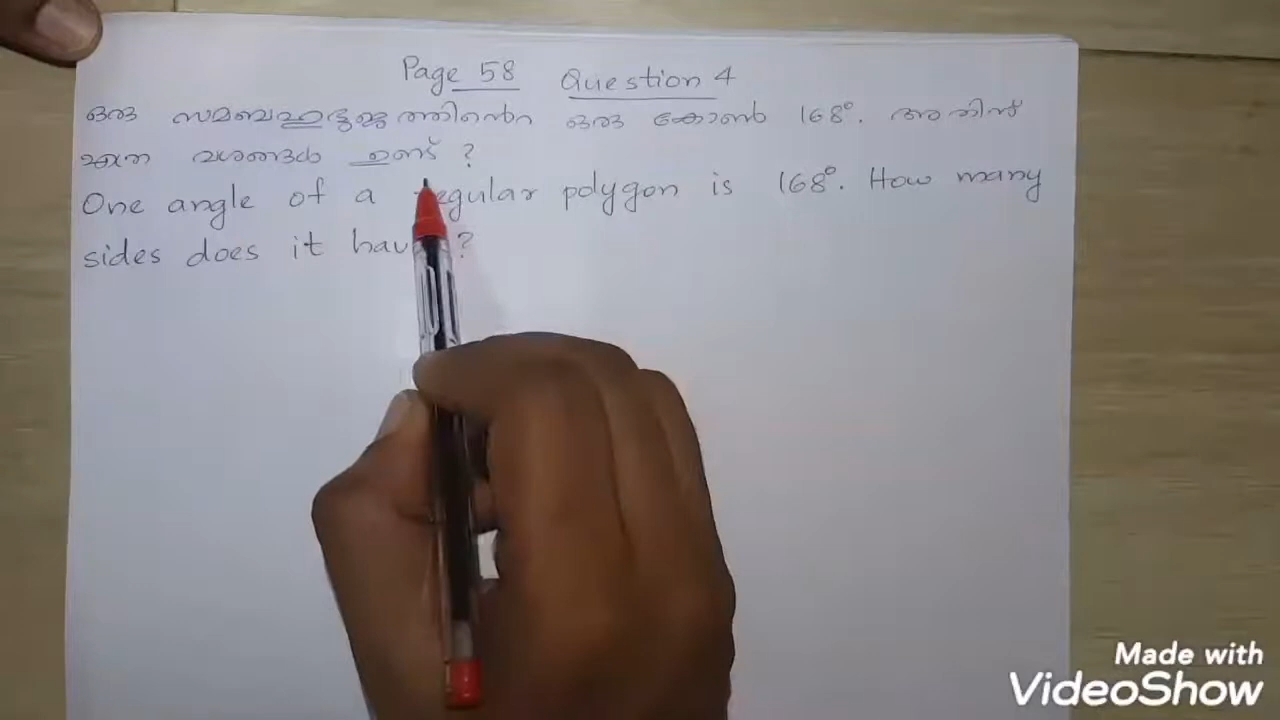 Page 58 Question 4
ഒരു സമബഹുഭുജത്തിന്റെ ഒരു കോൺ 168°. അതിന്
എത്ര വശങ്ങൾ ഉണ്ട് ?
One angle of a regular polygon is 168°. How many
sides does it have ?
Made with
VideoShow